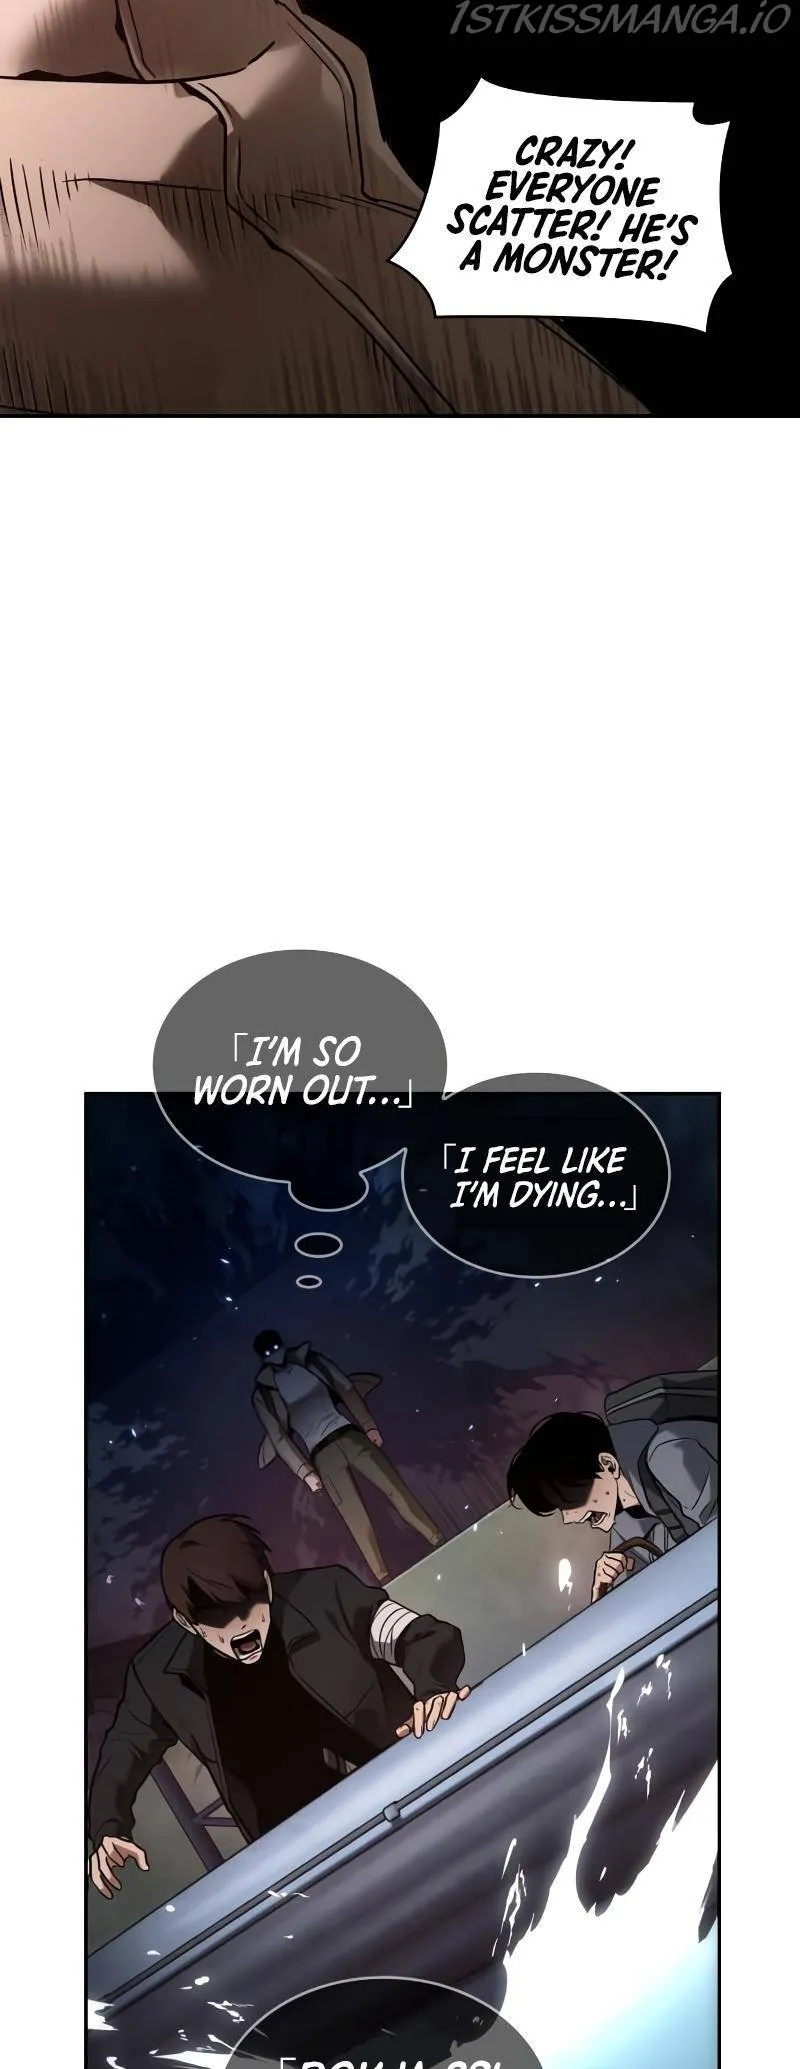 1STKISSMANGA.IO
CRAZY!
EVERYONE
SCATTER! HE'S
A MONSTER!
「I'M SO
WORN OUT...」
「I FEEL LIKE
I'M DYING...」